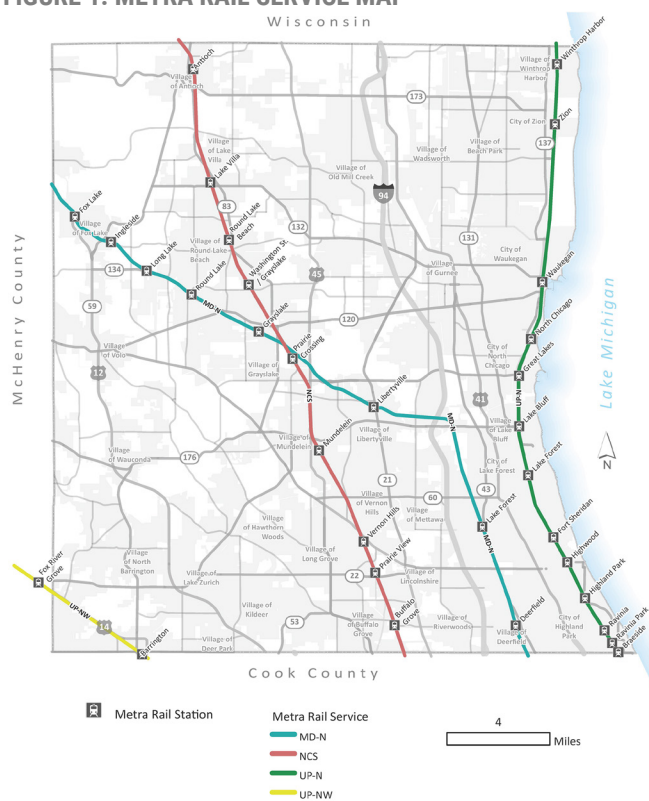 FIGURE 1: METRA RAIL SERVICE MAP
Wisconsin
Antioch
Village
of Antioch
Winthrop Harbor
Village of
Winthrop
Harbor
173
City of Zion
Zion
137
Village of
Lake
Villa
Village of
Beach Park
Village of
Wadsworth
Village of
Old Mill Creek
Lake Villa
94
83
Fox Lake
Village
of Fox Lake
Ingleside
Round Lake
Beach
132
131
Village of
Round Lake
Beach
City of
Waukegan
Long Lake
134
Washington St.
/ Grayslake
45
Village
of Gurnee
Waukegan
Round Lake
MD-N
59
McHenry County
120
Grayslake
North Chicago
Prairie
Crossing
Village
of Volo
City of
North
Chicago
Great Lakes
Lake Michigan
Village of
Grayslake
12
NCS
Libertyville
41
UP-N
MD-N
Lake Bluff
Village
of Lake
Bluff
Village of
Mundelein
Mundelein
Village of
Libertyville
Village
of Wauconda
176
City of
Lake Forest
Lake Forest
N
21
43
60
Village
of Vernon
Hills
Village
of Mettawa
Village
of Hawthorn
Woods
Lake Forest
Vernon Hills
MD-N
Fort Sheridan
Village
of North
Barrington
Village
of Long Grove
Highwood
Prairie View
Fox River
Grove
Village of
Lake Zurich
22
Village of
Lincolnshire
Highland Park
UP-NW
14
Village of
Kildeer
53
Village
of Buffalo
Grove
Buffalo
Grove
Village of
Riverwoods
Deerfield
Village of
Deerfield
City of
Highland
Park
Ravinia
Ravinia Park
Braeside
Barrington
Village of
Deer Park
Cook County
Metra Rail Station
Metra Rail Service
MD-N
NCS
UP-N
UP-NW
4
Miles